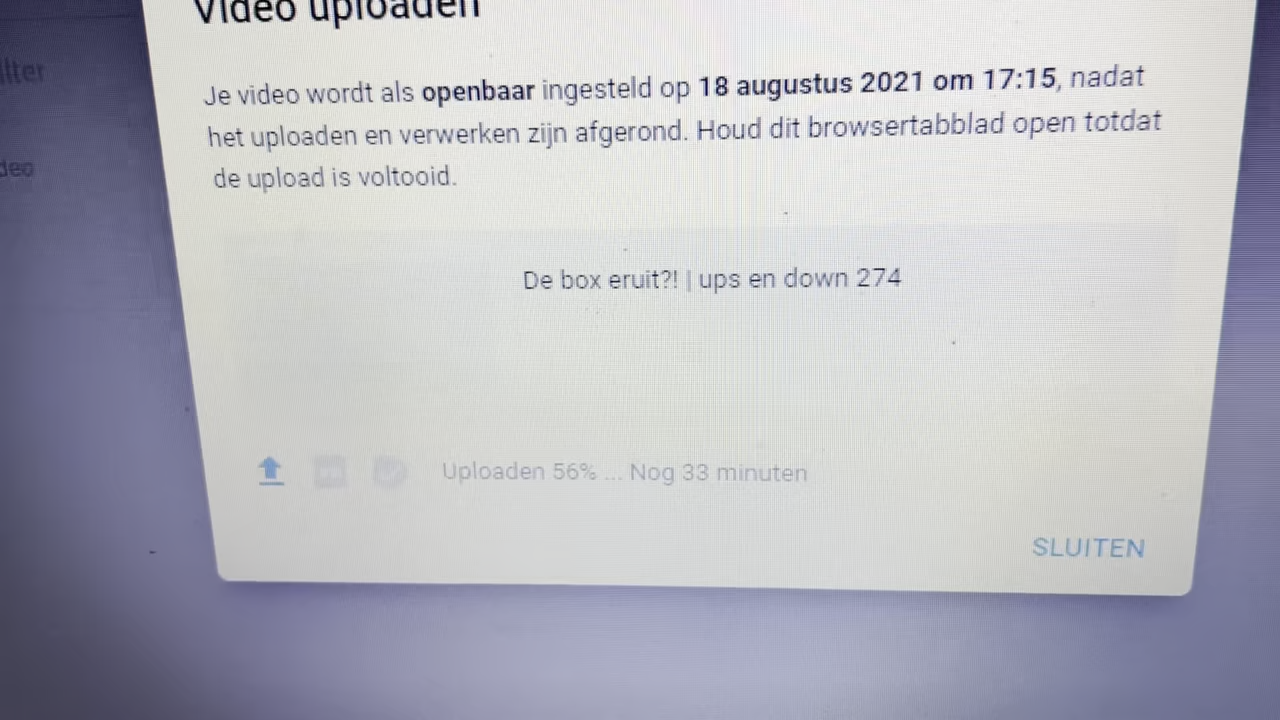 Video uploaden
Je video wordt als openbaar ingesteld op 18 augustus 2021 om 17:15, nadat
het uploaden en verwerken zijn afgerond. Houd dit browsertabblad open totdat
de upload is voltooid.
De box eruit?! | ups en down 274
Uploaden 56% ... Nog 33 minuten
SLUITEN